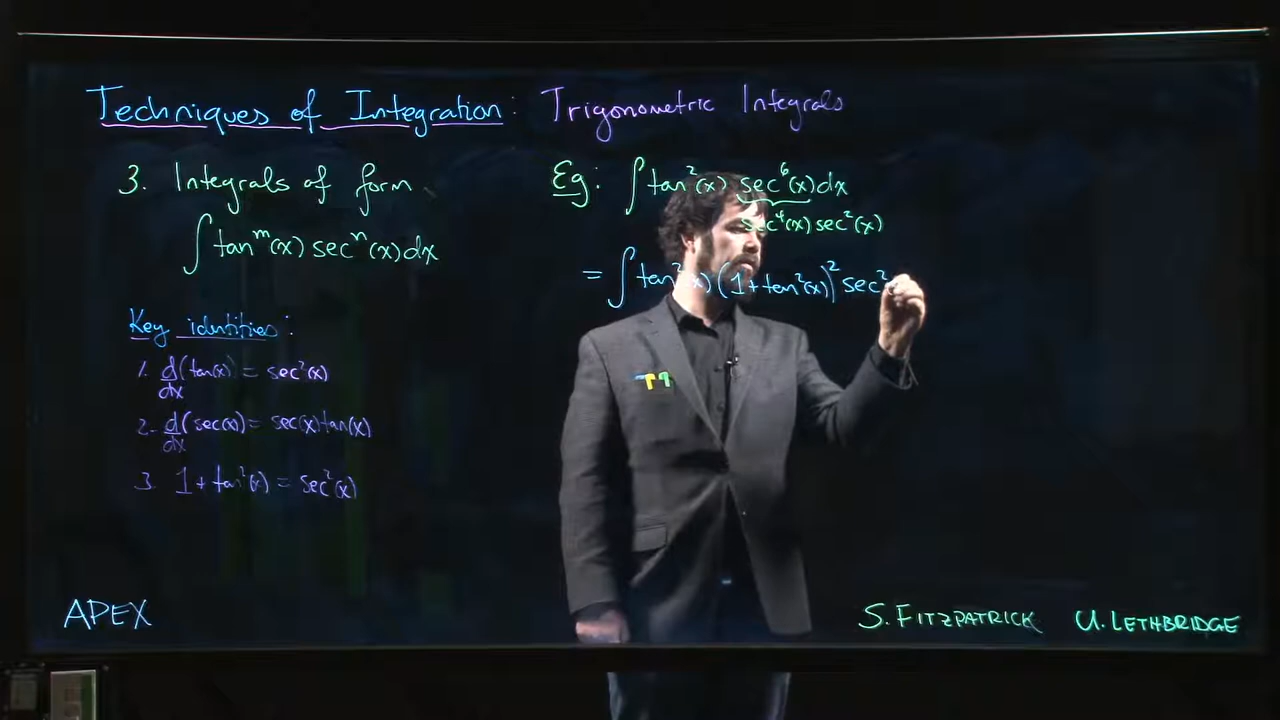 Techniques of Integration: Trigonometric Integrals
3. Integrals of form
∫ tan^m(x) sec^n(x) dx
Key identities:
1. d/dx (tan(x)) = sec²(x)
2. d/dx (sec(x)) = sec(x) tan(x)
3. 1 + tan²(x) = sec²(x)
Eg: ∫ tan²(x) sec⁶(x) dx
sec⁴(x) sec²(x)
= ∫ tan²(x) (1 + tan²(x))² sec²
APEX
S. FITZPATRICK U. LETHBRIDGE